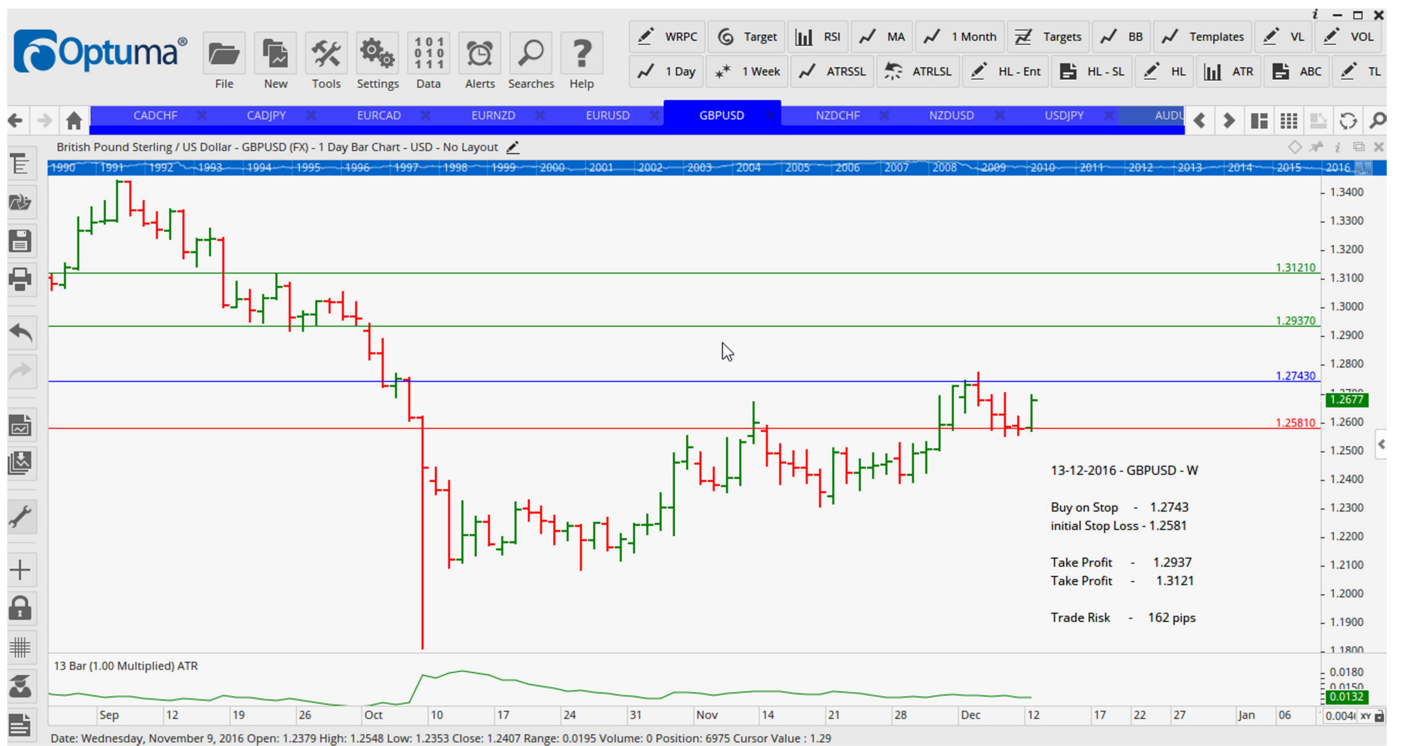 Optuma®
File New Tools Settings Data Alerts Searches Help
101
010
111
WRPC Target RSI MA 1 Month Targets BB Templates VL VOL
1 Day 1 Week ATRSSL ATRLSL HL - Ent HL - SL HL ATR ABC TL
CADCHF CADJPY EURCAD EURNZD EURUSD GBPUSD NZDCHF NZDUSD USDJPY AUDU
British Pound Sterling / US Dollar - GBPUSD (FX) - 1 Day Bar Chart - USD - No Layout
1990 1991 1992 1993 1994 1995 1996 1997 1998 1999 2000 2001 2002 2003 2004 2005 2006 2007 2008 2009 2010 2011 2012 2013 2014 2015 2016
1.3400
1.3300
1.3200
1.31210
1.3100
1.3000
1.29370
1.2900
1.2800
1.27430
1.2700
1.2677
1.25810
1.2600
1.2500
13-12-2016 - GBPUSD - W
1.2400
Buy on Stop - 1.2743
1.2300
initial Stop Loss - 1.2581
1.2200
Take Profit - 1.2937
1.2100
Take Profit - 1.3121
1.2000
Trade Risk - 162 pips
1.1900
1.1800
13 Bar (1.00 Multiplied) ATR
0.0180
0.0150
0.0132
Sep 12 19 26 Oct 10 17 24 31 Nov 14 21 28 Dec 12 17 22 27 Jan 06 XY
Date: Wednesday, November 9, 2016 Open: 1.2379 High: 1.2548 Low: 1.2353 Close: 1.2407 Range: 0.0195 Volume: 0 Position: 6975 Cursor Value : 1.29